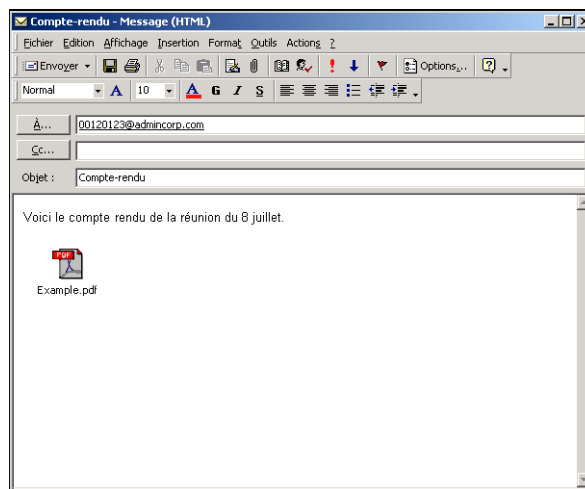 Compte-rendu - Message (HTML)
Fichier Edition Affichage Insertion Format Outils Actions ?
Envoyer Options...
Normal A 10 A G I S
À... 00120123@admincorp.com
Cc...
Objet : Compte-rendu
Voici le compte rendu de la réunion du 8 juillet.
PDF
Example.pdf